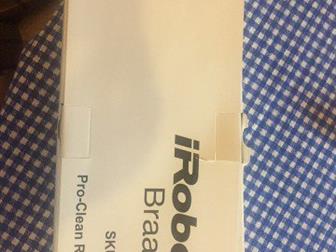 iRobo
Braa
SK
Pro-Clean R